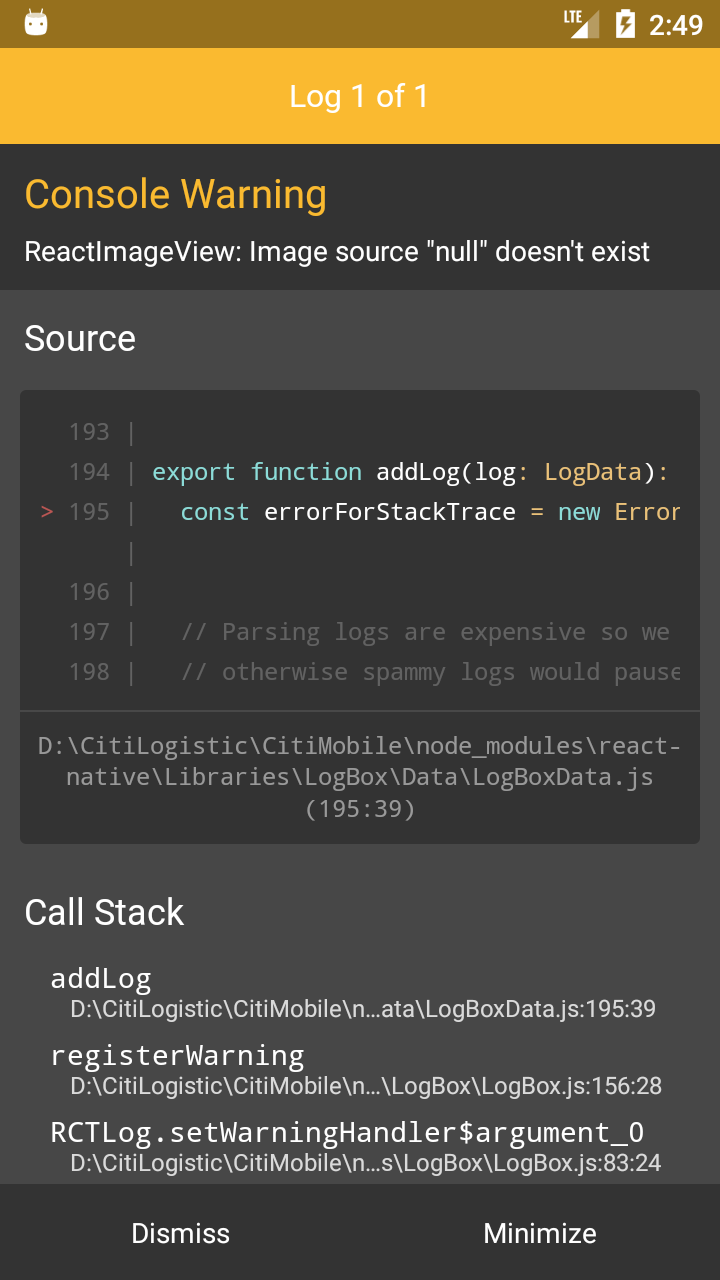 LTE 2:49
Log 1 of 1
Console Warning
ReactImageView: Image source "null" doesn't exist
Source
193 |
194 | export function addLog(log: LogData):
> 195 |   const errorForStackTrace = new Error
|
196 |
197 |   // Parsing logs are expensive so we
198 |   // otherwise spammy logs would pause
D:\CitiLogistic\CitiMobile\node_modules\react-
native\Libraries\LogBox\Data\LogBoxData.js
(195:39)
Call Stack
addLog
D:\CitiLogistic\CitiMobile\n...ata\LogBoxData.js:195:39
registerWarning
D:\CitiLogistic\CitiMobile\n...\LogBox\LogBox.js:156:28
RCTLog.setWarningHandler$argument_0
D:\CitiLogistic\CitiMobile\n...s\LogBox\LogBox.js:83:24
Dismiss Minimize